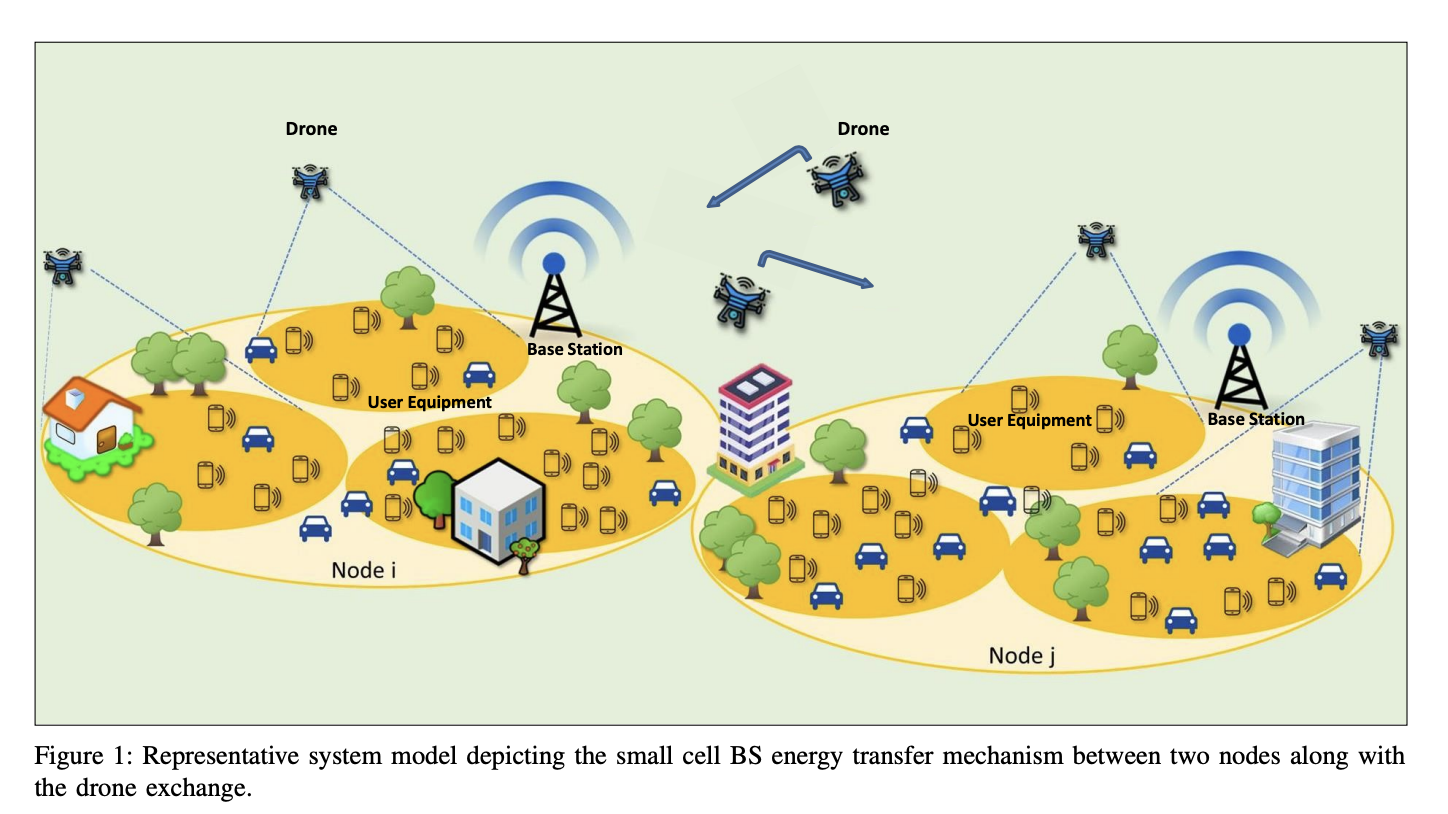 Drone
Drone
Base Station
User Equipment
User Equipment
Base Station
Node i
Node j
Figure 1: Representative system model depicting the small cell BS energy transfer mechanism between two nodes along with
the drone exchange.